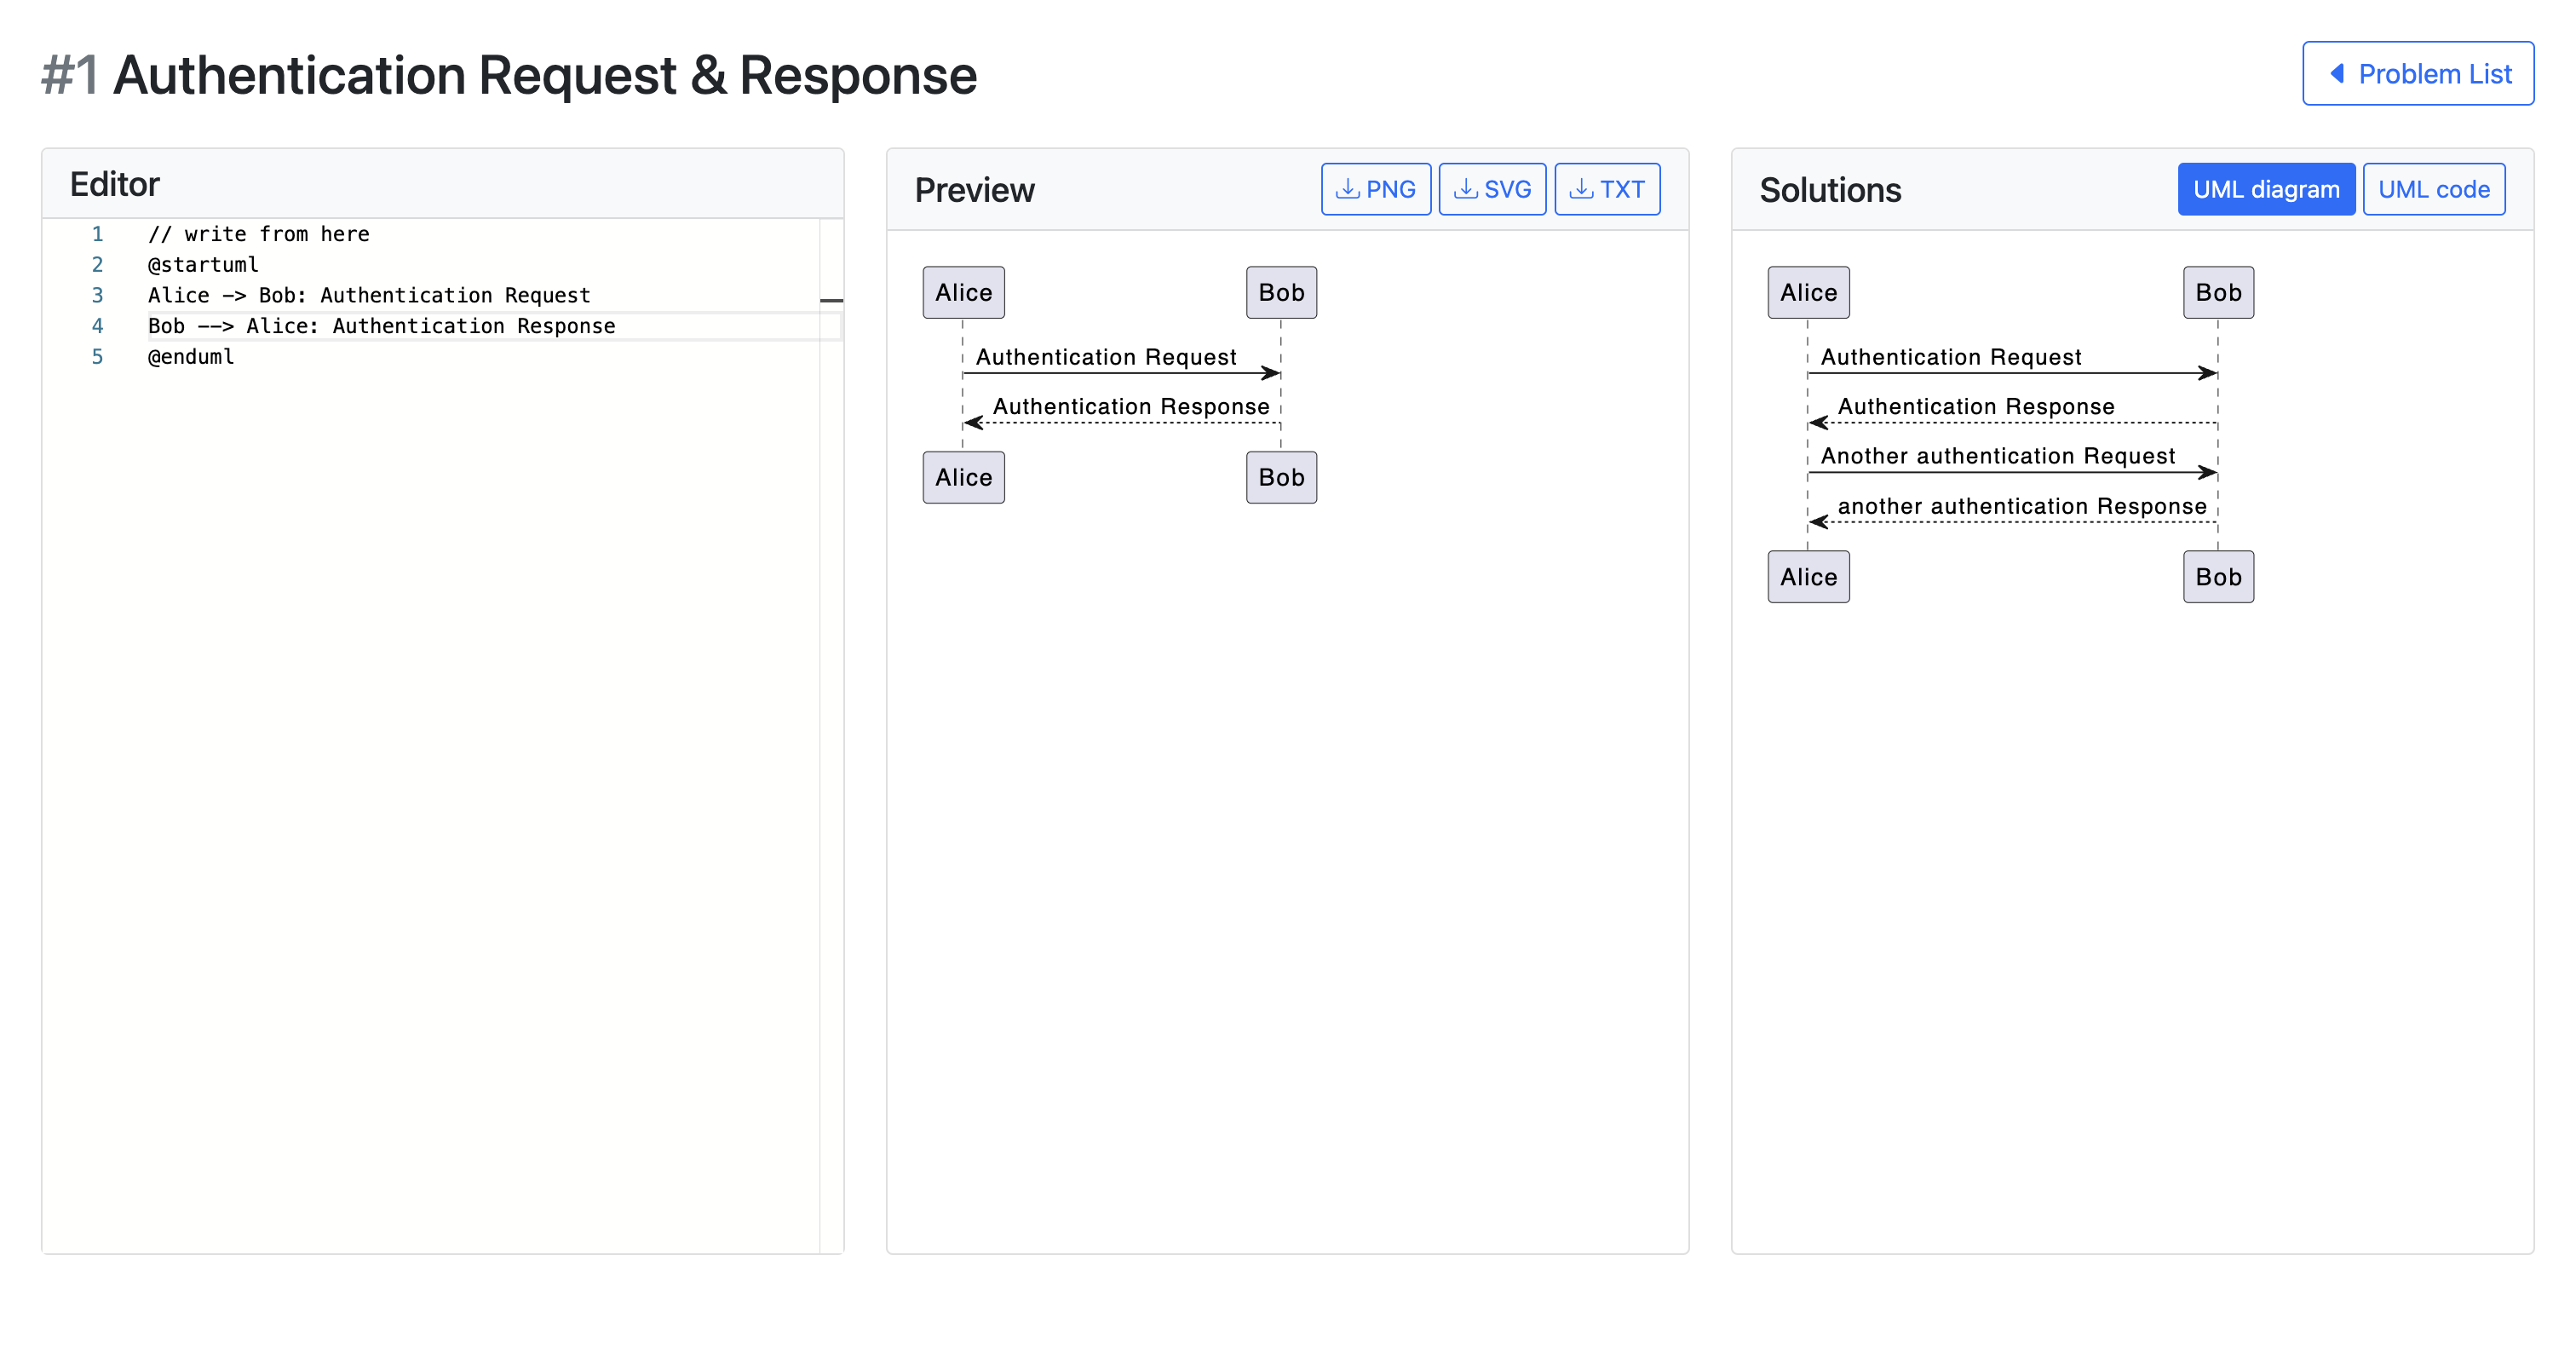 #1 Authentication Request & Response
Problem List
Editor
1 // write from here
2 @startuml
3 Alice -> Bob: Authentication Request
4 Bob --> Alice: Authentication Response
5 @enduml
Preview
PNG
SVG
TXT
Alice
Bob
Authentication Request
Authentication Response
Alice
Bob
Solutions
UML diagram
UML code
Alice
Bob
Authentication Request
Authentication Response
Another authentication Request
another authentication Response
Alice
Bob